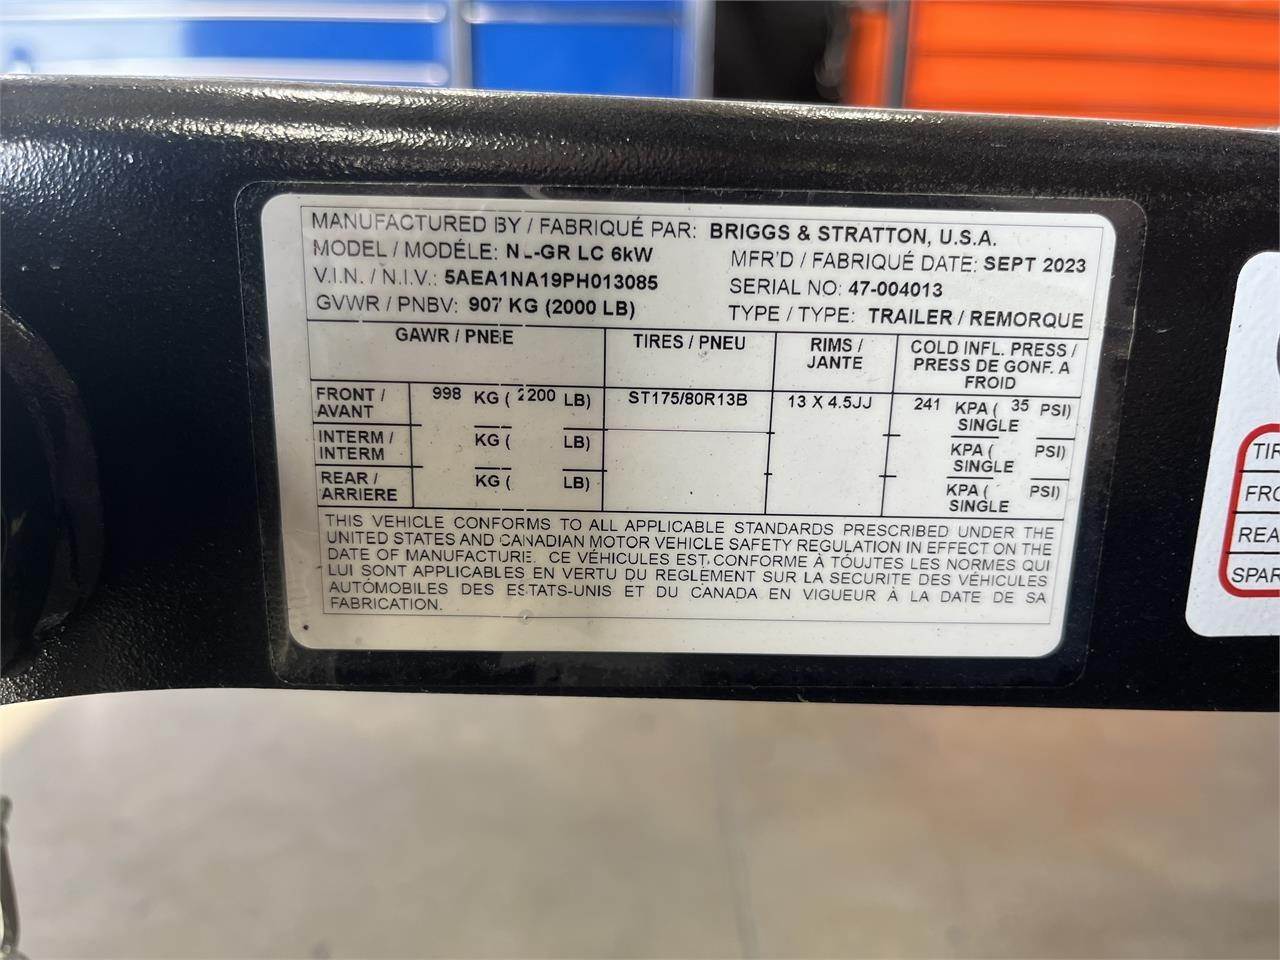 MANUFACTURED BY / FABRIQUÉ PAR: BRIGGS & STRATTON, U.S.A.
MODEL / MODÉLE: NL-GR LC 6kW
MFR'D / FABRIQUÉ DATE: SEPT 2023
V.I.N. / N.I.V.: 5AEA1NA19PH013085
SERIAL NO: 47-004013
GVWR / PNBV: 907 KG (2000 LB)
TYPE / TYPE: TRAILER / REMORQUE
GAWR / PNBE TIRES / PNEU RIMS / JANTE COLD INFL. PRESS / PRESS DE GONF. A FROID
FRONT / AVANT 998 KG ( 2200 LB) ST175/80R13B 13 X 4.5JJ 241 KPA ( 35 PSI) SINGLE
INTERM / INTERM KG ( LB) KPA ( PSI) SINGLE
REAR / ARRIERE KG ( LB) KPA ( PSI) SINGLE
THIS VEHICLE CONFORMS TO ALL APPLICABLE STANDARDS PRESCRIBED UNDER THE
UNITED STATES AND CANADIAN MOTOR VEHICLE SAFETY REGULATION IN EFFECT ON THE
DATE OF MANUFACTURE. CE VÉHICULES EST CONFORME À TOUJTES LES NORMES QUI
LUI SONT APPLICABLES EN VERTU DU REGLEMENT SUR LA SECURITE DES VÉHICULES
AUTOMOBILES DES ESTATS-UNIS ET DU CANADA EN VIGUEUR À LA DATE DE SA
FABRICATION.
TIR
FRO
REA
SPAR